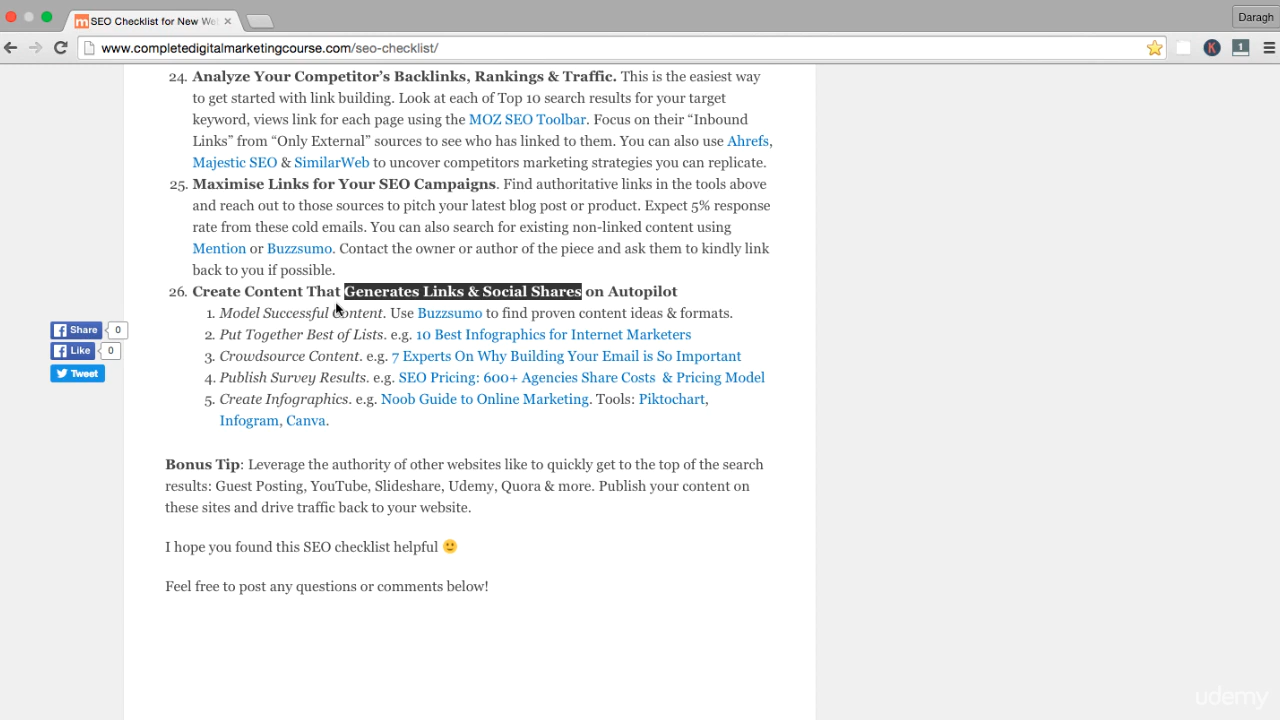 SEO Checklist for New We
Daragh
www.completedigitalmarketingcourse.com/seo-checklist/
K
1
24. Analyze Your Competitor's Backlinks, Rankings & Traffic. This is the easiest way
to get started with link building. Look at each of Top 10 search results for your target
keyword, views link for each page using the MOZ SEO Toolbar. Focus on their “Inbound
Links” from “Only External” sources to see who has linked to them. You can also use Ahrefs,
Majestic SEO & SimilarWeb to uncover competitors marketing strategies you can replicate.
25. Maximise Links for Your SEO Campaigns. Find authoritative links in the tools above
and reach out to those sources to pitch your latest blog post or product. Expect 5% response
rate from these cold emails. You can also search for existing non-linked content using
Mention or Buzzsumo. Contact the owner or author of the piece and ask them to kindly link
back to you if possible.
26. Create Content That Generates Links & Social Shares on Autopilot
1. Model Successful Content. Use Buzzsumo to find proven content ideas & formats.
Share 0
2. Put Together Best of Lists. e.g. 10 Best Infographics for Internet Marketers
Like 0
3. Crowdsource Content. e.g. 7 Experts On Why Building Your Email is So Important
Tweet
4. Publish Survey Results. e.g. SEO Pricing: 600+ Agencies Share Costs & Pricing Model
5. Create Infographics. e.g. Noob Guide to Online Marketing. Tools: Piktochart,
Infogram, Canva.
Bonus Tip: Leverage the authority of other websites like to quickly get to the top of the search
results: Guest Posting, YouTube, Slideshare, Udemy, Quora & more. Publish your content on
these sites and drive traffic back to your website.
I hope you found this SEO checklist helpful 🙂
Feel free to post any questions or comments below!
udemy